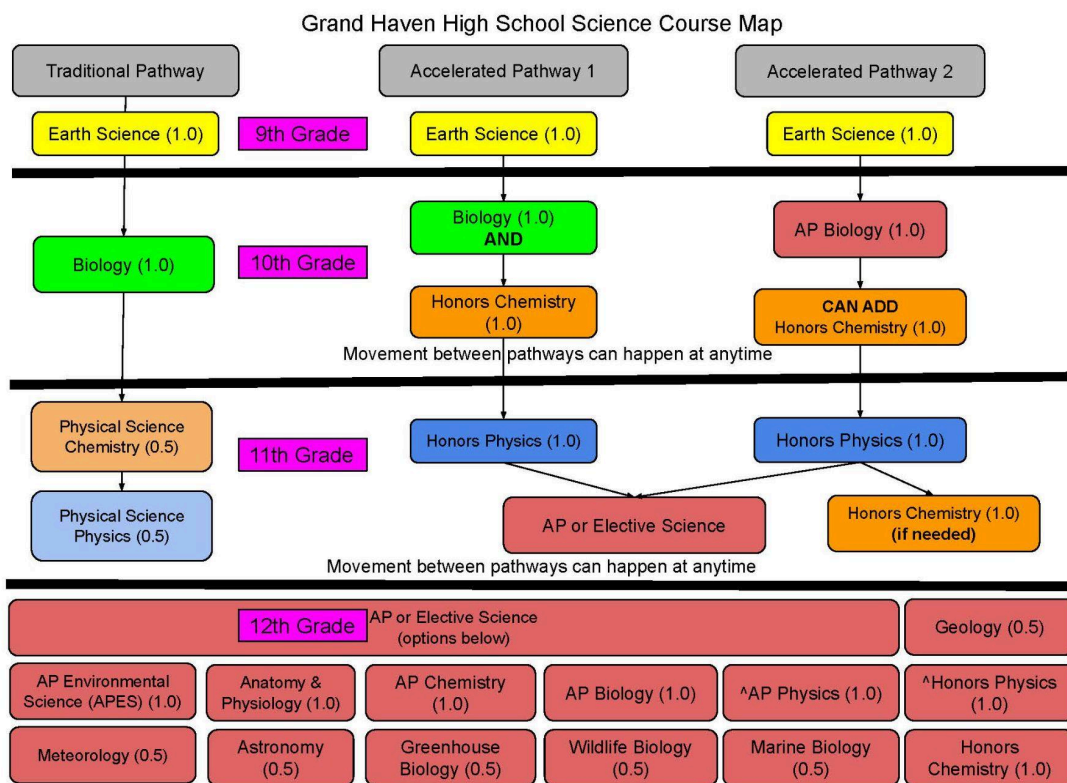 Grand Haven High School Science Course Map
Traditional Pathway
Accelerated Pathway 1
Accelerated Pathway 2
Earth Science (1.0)
9th Grade
Earth Science (1.0)
Earth Science (1.0)
Biology (1.0)
10th Grade
Biology (1.0)
AND
Honors Chemistry
(1.0)
AP Biology (1.0)
CAN ADD
Honors Chemistry (1.0)
Movement between pathways can happen at anytime
Physical Science
Chemistry (0.5)
Physical Science
Physics (0.5)
11th Grade
Honors Physics (1.0)
Honors Physics (1.0)
AP or Elective Science
Honors Chemistry (1.0)
(if needed)
Movement between pathways can happen at anytime
12th Grade
AP or Elective Science
(options below)
Geology (0.5)
AP Environmental
Science (APES) (1.0)
Anatomy &
Physiology (1.0)
AP Chemistry
(1.0)
AP Biology (1.0)
^AP Physics (1.0)
^Honors Physics
(1.0)
Meteorology (0.5)
Astronomy
(0.5)
Greenhouse
Biology (0.5)
Wildlife Biology
(0.5)
Marine Biology
(0.5)
Honors
Chemistry (1.0)